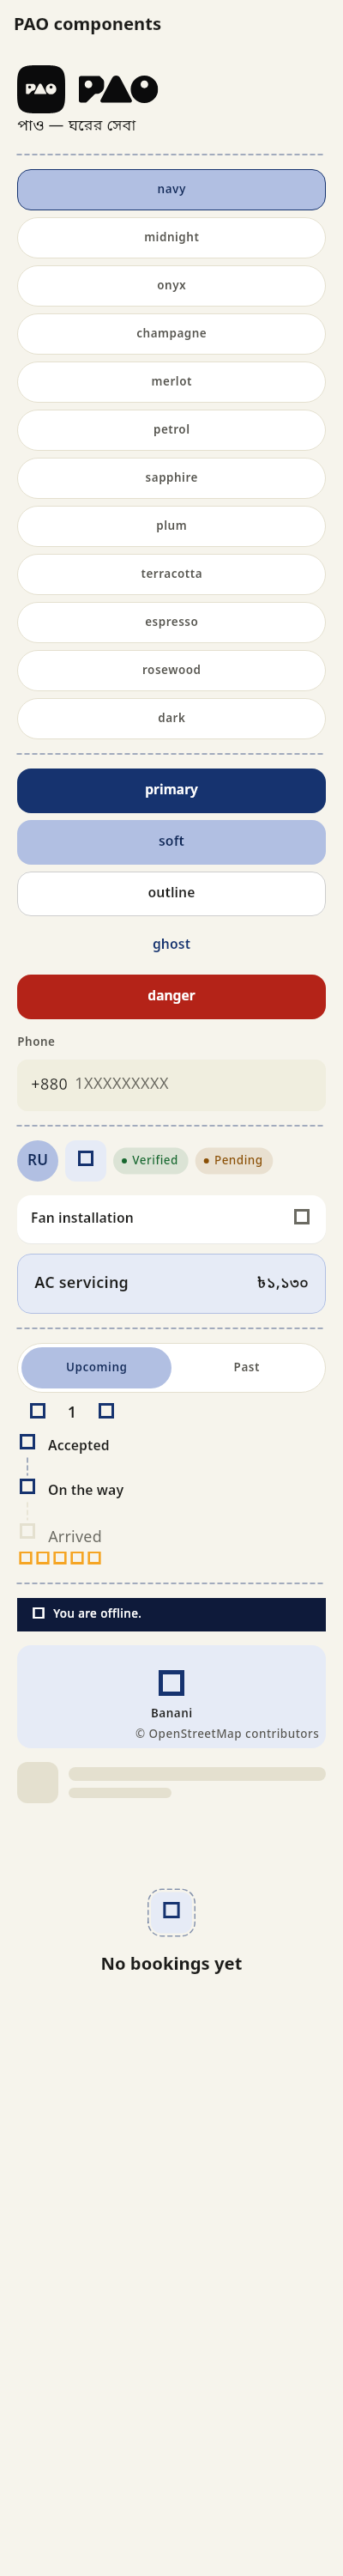 PAO components
PAO PAO
পাও — ঘরের সেবা
navy
midnight
onyx
champagne
merlot
petrol
sapphire
plum
terracotta
espresso
rosewood
dark
primary
soft
outline
ghost
danger
Phone
+880 1XXXXXXXXX
RU Verified Pending
Fan installation
AC servicing ৳১,১৩০
Upcoming Past
1
Accepted
On the way
Arrived
You are offline.
Banani
© OpenStreetMap contributors
No bookings yet